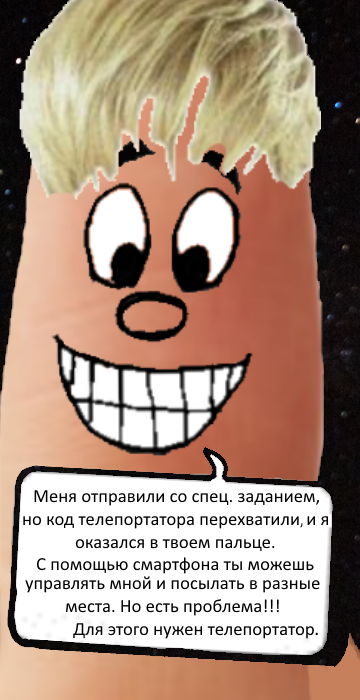 Меня отправили со спец. заданием,
но код телепортатора перехватили, и я
оказался в твоем пальце.
С помощью смартфона ты можешь
управлять мной и посылать в разные
места. Но есть проблема!!!
Для этого нужен телепортатор.